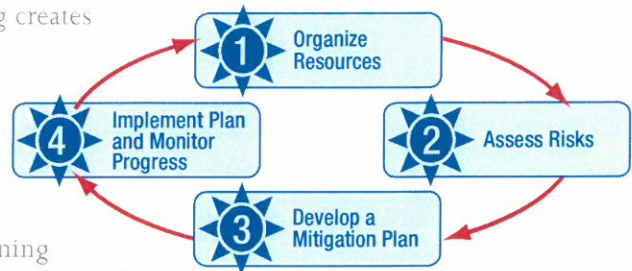 g creates
1
Organize
Resources
2
Assess Risks
3
Develop a
Mitigation Plan
4
Implement Plan
and Monitor
Progress
ning